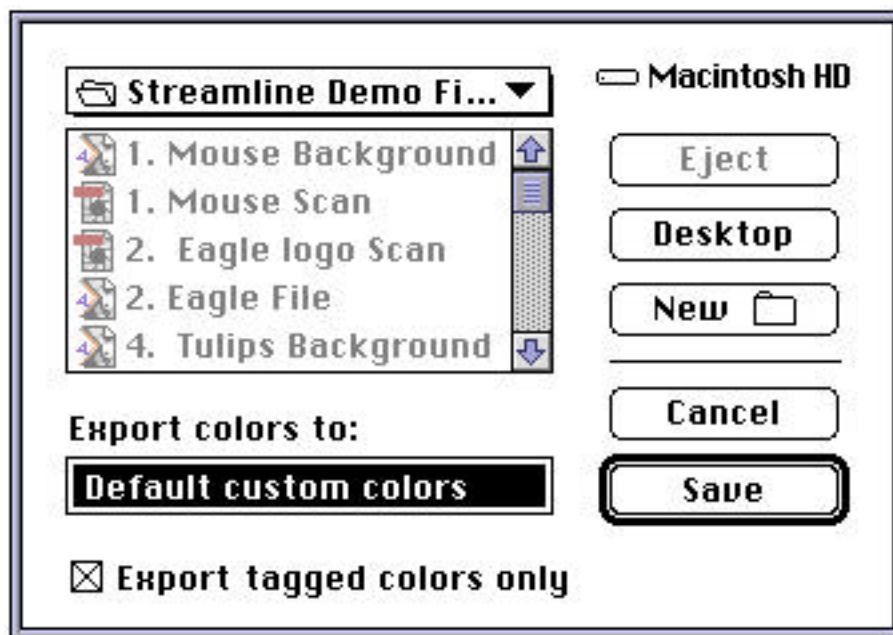 Streamline Demo Fi...
Macintosh HD
1. Mouse Background
1. Mouse Scan
2. Eagle logo Scan
2. Eagle File
4. Tulips Background
Eject
Desktop
New
Cancel
Save
Export colors to:
Default custom colors
Export tagged colors only